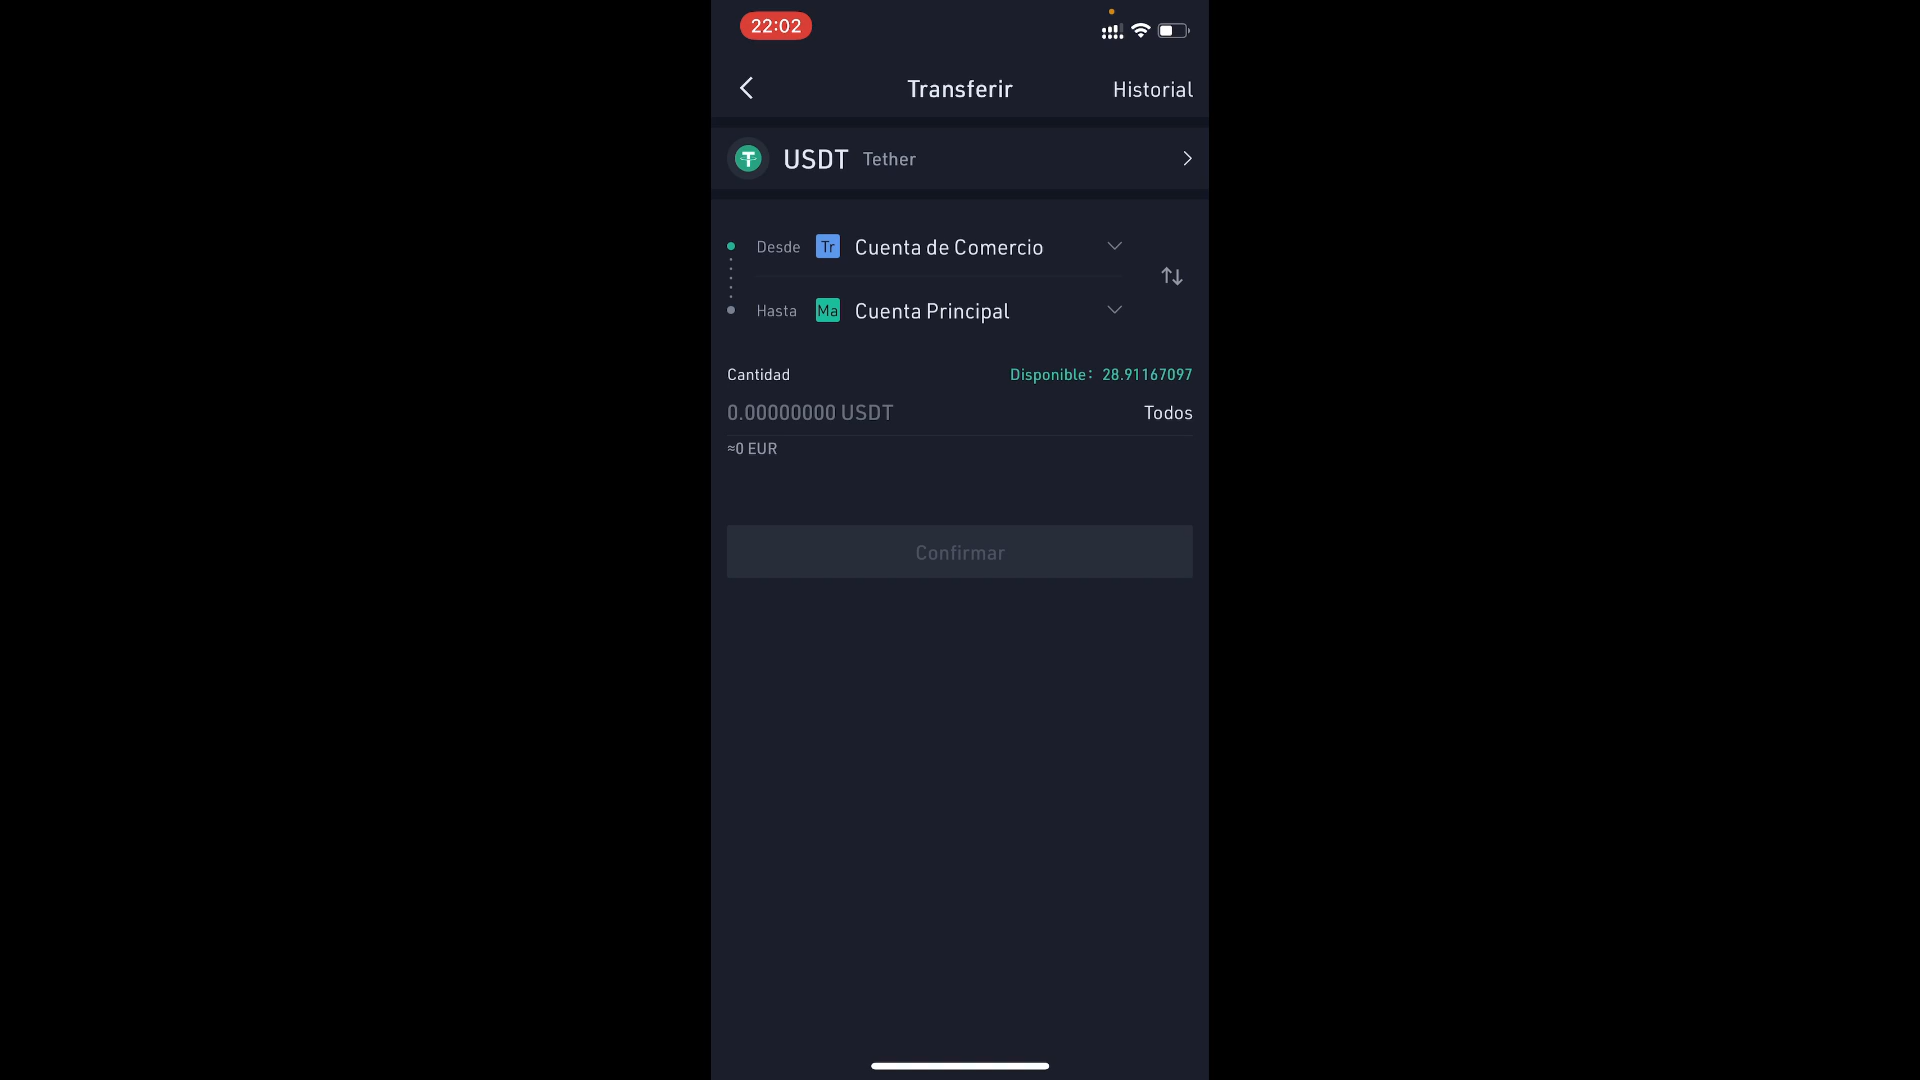 22:02
Transferir
Historial
USDT Tether
Desde Tr Cuenta de Comercio
Hasta Ma Cuenta Principal
Cantidad
Disponible: 28.91167097
0.00000000 USDT
Todos
≈0 EUR
Confirmar